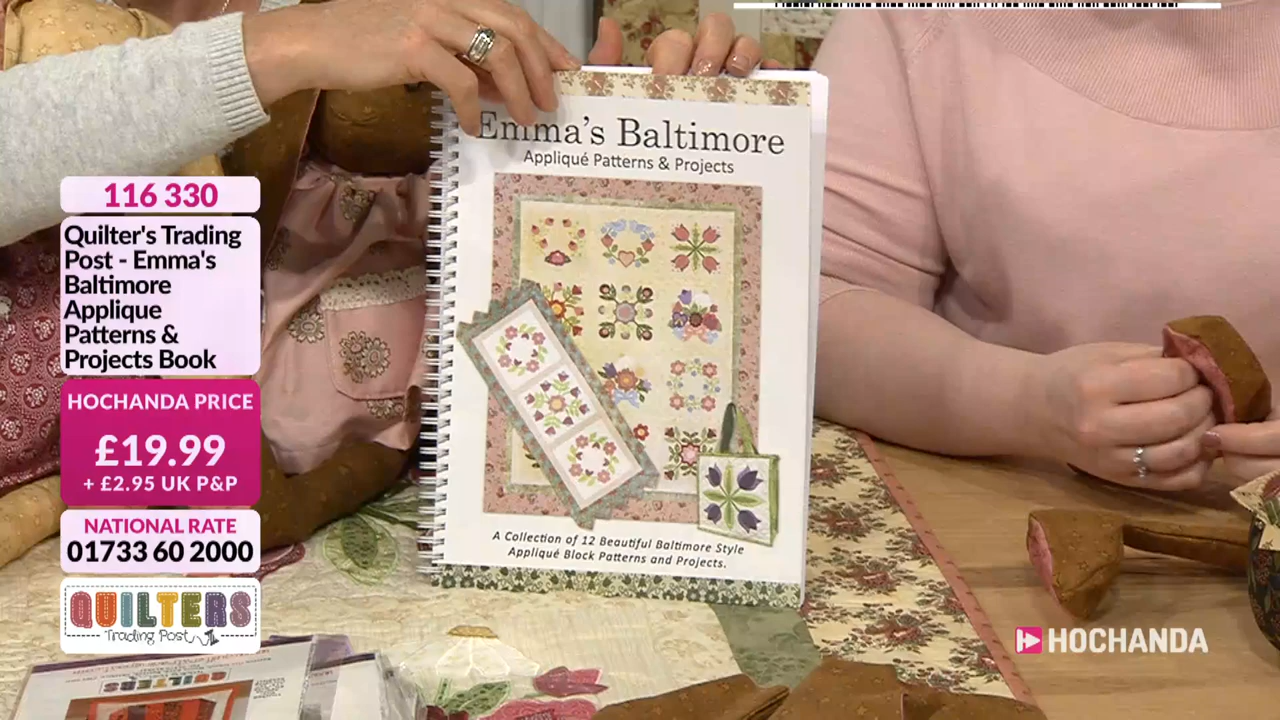 116 330
Quilter's Trading
Post - Emma's
Baltimore
Applique
Patterns &
Projects Book
HOCHANDA PRICE
£19.99
+ £2.95 UK P&P
NATIONAL RATE
01733 60 2000
QUILTERS
Trading Post
Emma's Baltimore
Appliqué Patterns & Projects
A Collection of 12 Beautiful Baltimore Style
Appliqué Block Patterns and Projects.
QUILTERS
HOCHANDA